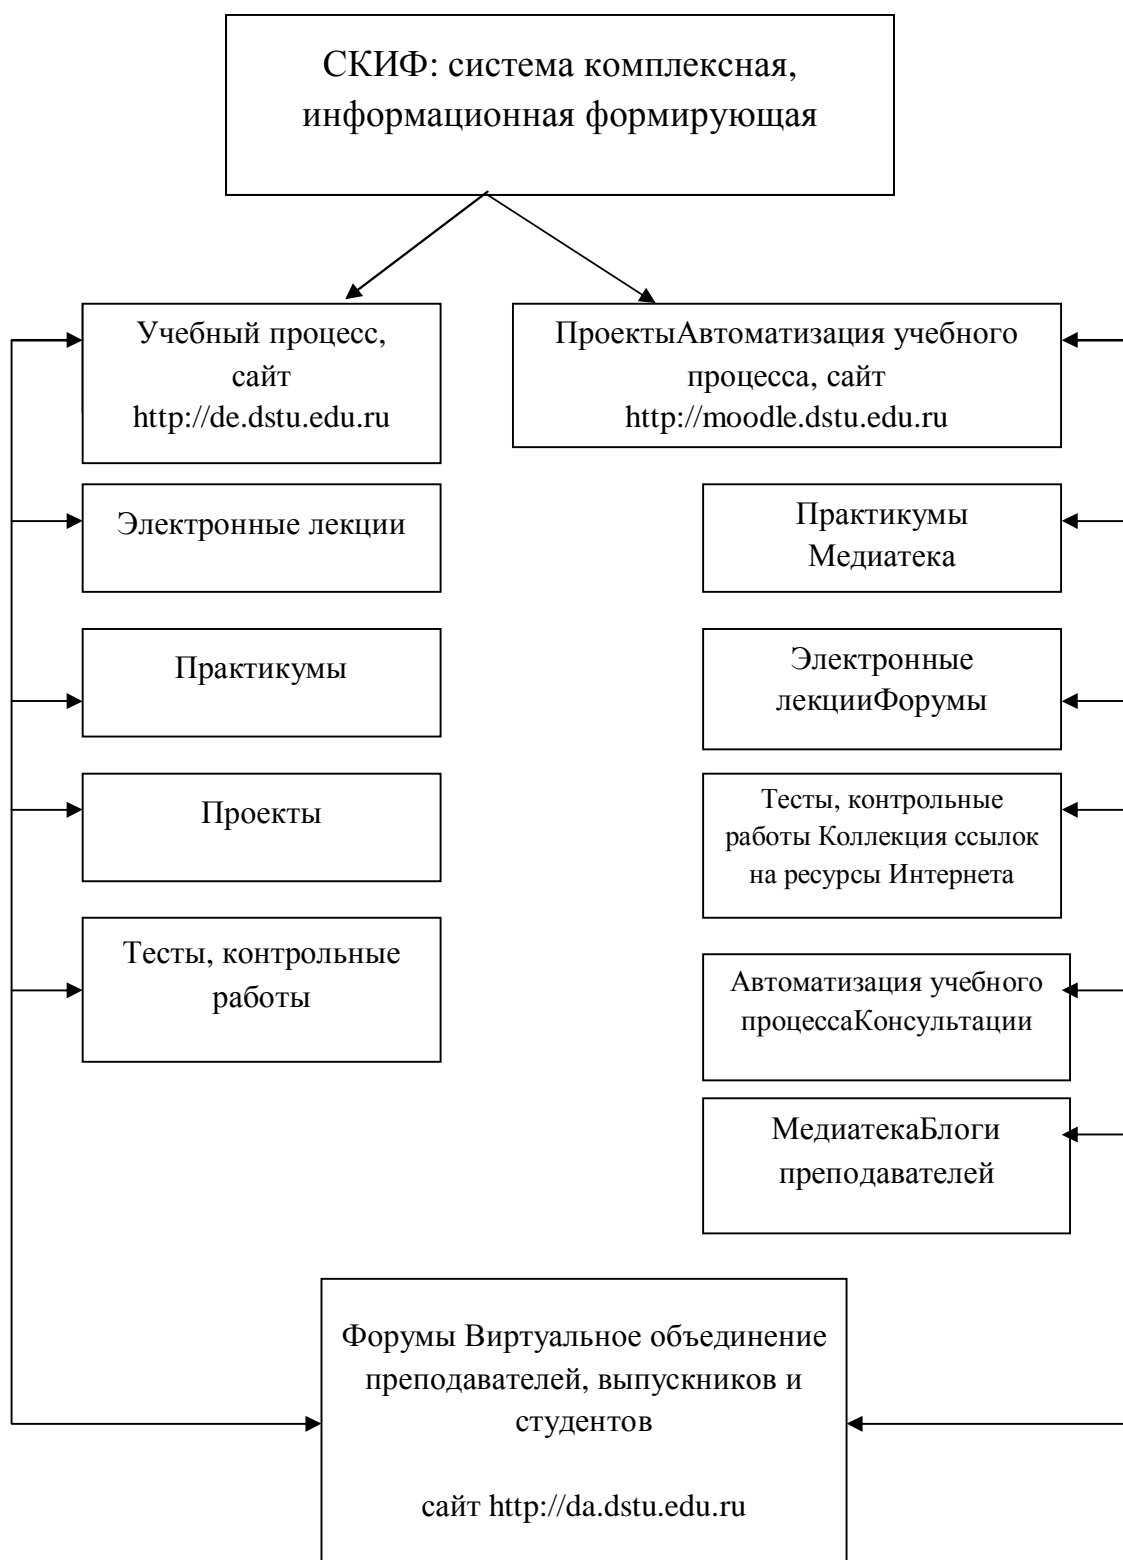 СКИФ: система комплексная,
информационная формирующая
Учебный процесс,
сайт
http://de.dstu.edu.ru
ПроектыАвтоматизация учебного
процесса, сайт
http://moodle.dstu.edu.ru
Электронные лекции
Практикумы
Медиатека
Практикумы
Электронные
лекцииФорумы
Проекты
Тесты, контрольные
работы Коллекция ссылок
на ресурсы Интернета
Тесты, контрольные
работы
Автоматизация учебного
процессаКонсультации
МедиатекаБлоги
преподавателей
Форумы Виртуальное объединение
преподавателей, выпускников и
студентов
сайт http://da.dstu.edu.ru